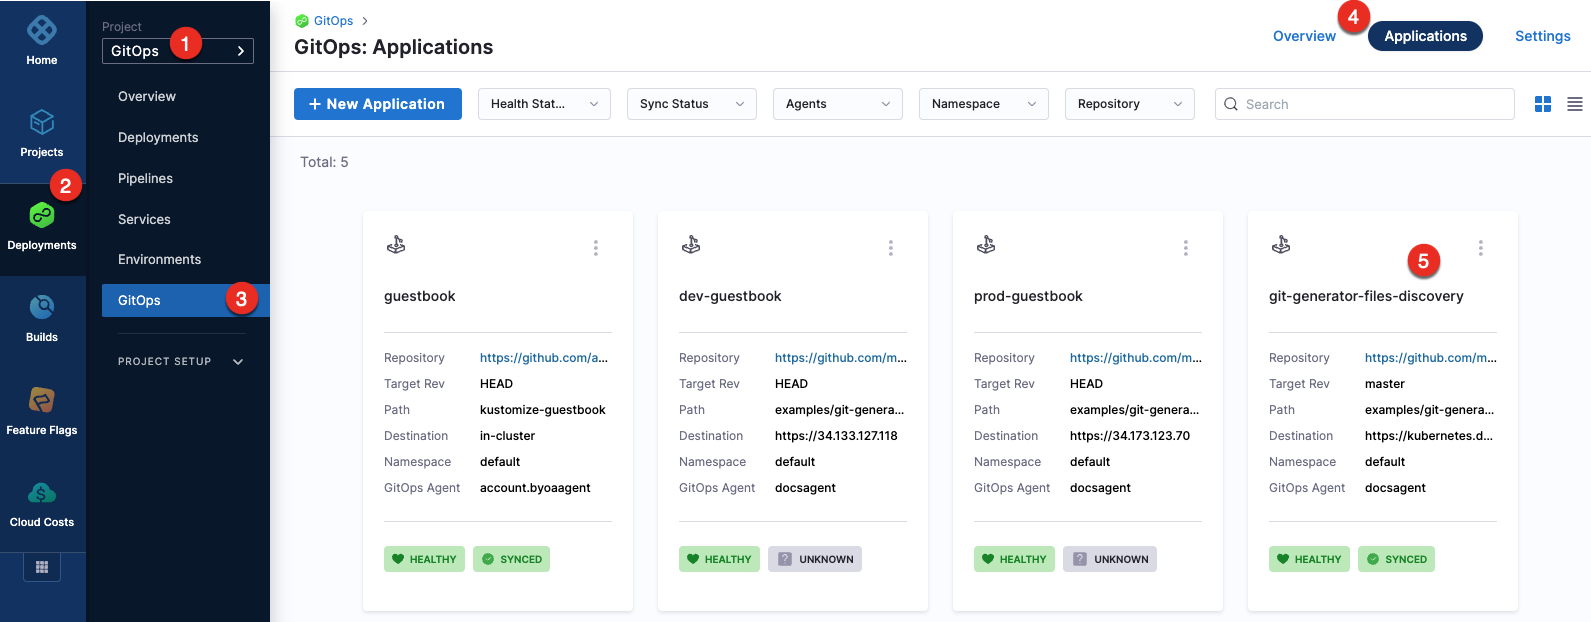 Home
Projects
2
Deployments
Builds
Feature Flags
Cloud Costs
Project
GitOps
1
Overview
Deployments
Pipelines
Services
Environments
GitOps
3
PROJECT SETUP
GitOps
GitOps: Applications
Overview
4
Applications
Settings
+ New Application
Health Stat...
Sync Status
Agents
Namespace
Repository
Search
Total: 5
guestbook
Repository https://github.com/a...
Target Rev HEAD
Path kustomize-guestbook
Destination in-cluster
Namespace default
GitOps Agent account.byoaagent
HEALTHY SYNCED
dev-guestbook
Repository https://github.com/m...
Target Rev HEAD
Path examples/git-genera...
Destination https://34.133.127.118
Namespace default
GitOps Agent docsagent
HEALTHY ? UNKNOWN
prod-guestbook
Repository https://github.com/m...
Target Rev HEAD
Path examples/git-genera...
Destination https://34.173.123.70
Namespace default
GitOps Agent docsagent
HEALTHY ? UNKNOWN
5
git-generator-files-discovery
Repository https://github.com/m...
Target Rev master
Path examples/git-genera...
Destination https://kubernetes.d...
Namespace default
GitOps Agent docsagent
HEALTHY SYNCED